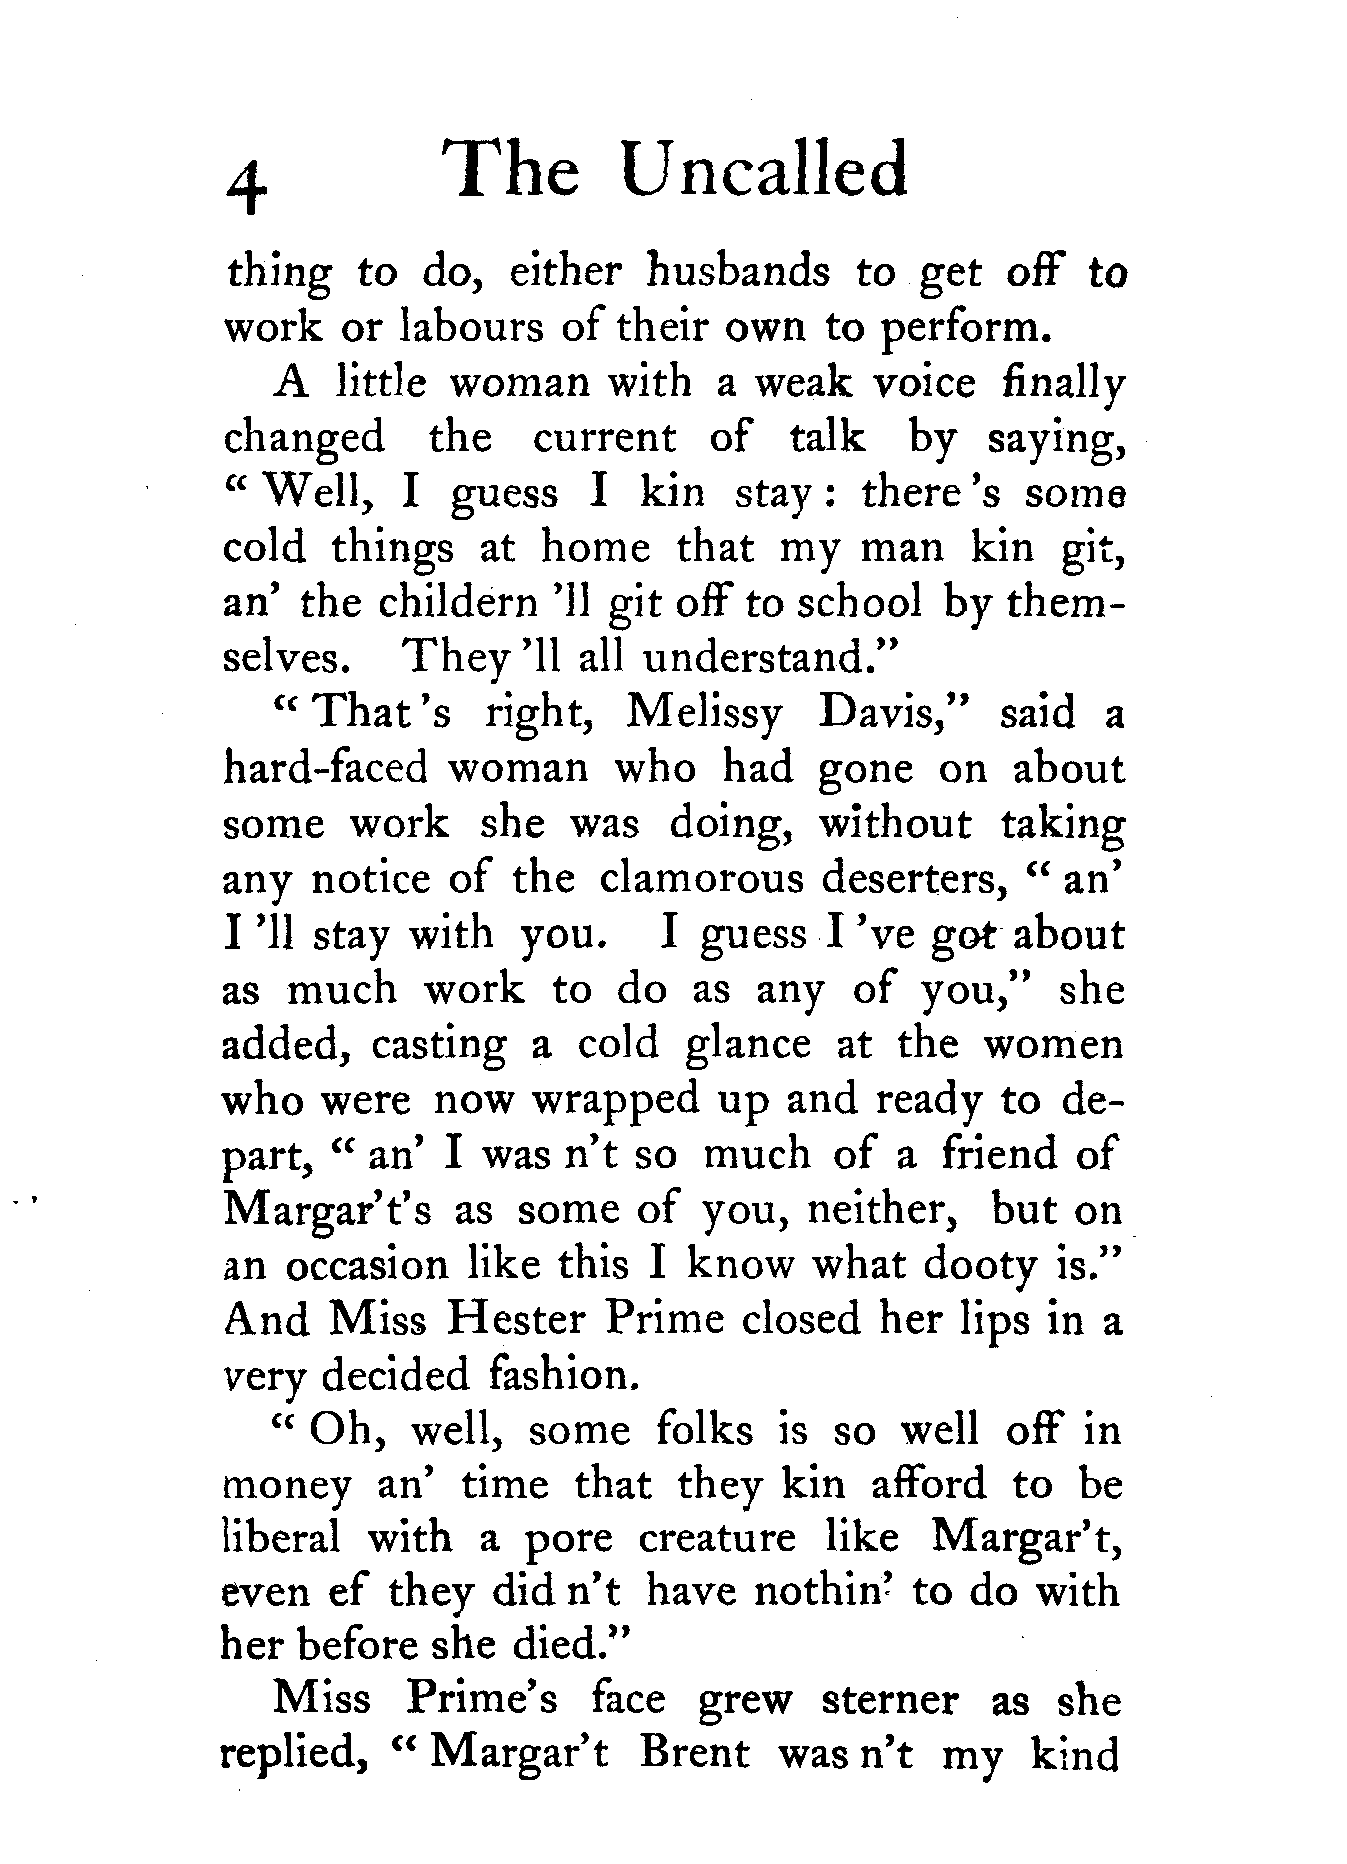 4 The Uncalled
thing to do, either husbands to get off to
work or labours of their own to perform.
A little woman with a weak voice finally
changed the current of talk by saying,
“ Well, I guess I kin stay : there ’s some
cold things at home that my man kin git,
an’ the childern ’ll git off to school by them-
selves. They ’ll all understand.”
“ That ’s right, Melissy Davis,” said a
hard-faced woman who had gone on about
some work she was doing, without taking
any notice of the clamorous deserters, “ an’
I ’ll stay with you. I guess I ’ve got about
as much work to do as any of you,” she
added, casting a cold glance at the women
who were now wrapped up and ready to de-
part, “ an’ I was n’t so much of a friend of
Margar’t’s as some of you, neither, but on
an occasion like this I know what dooty is.”
And Miss Hester Prime closed her lips in a
very decided fashion.
“ Oh, well, some folks is so well off in
money an’ time that they kin afford to be
liberal with a pore creature like Margar’t,
even ef they did n’t have nothin’ to do with
her before she died.”
Miss Prime’s face grew sterner as she
replied, “ Margar’t Brent was n’t my kind